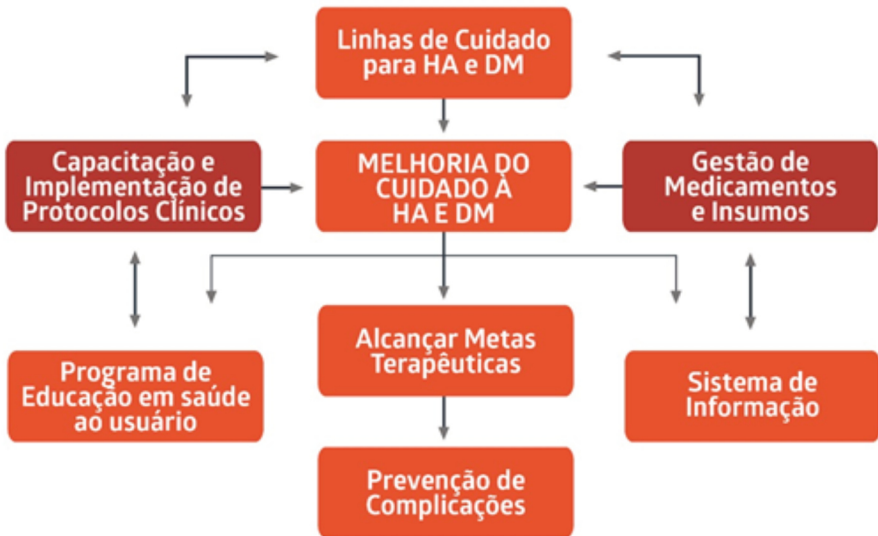 Linhas de Cuidado
para HA e DM
Capacitação e
Implementação de
Protocolos Clínicos
MELHORIA DO
CUIDADO À
HA E DM
Gestão de
Medicamentos
e Insumos
Programa de
Educação em saúde
ao usuário
Alcançar Metas
Terapêuticas
Sistema de
Informação
Prevenção de
Complicações